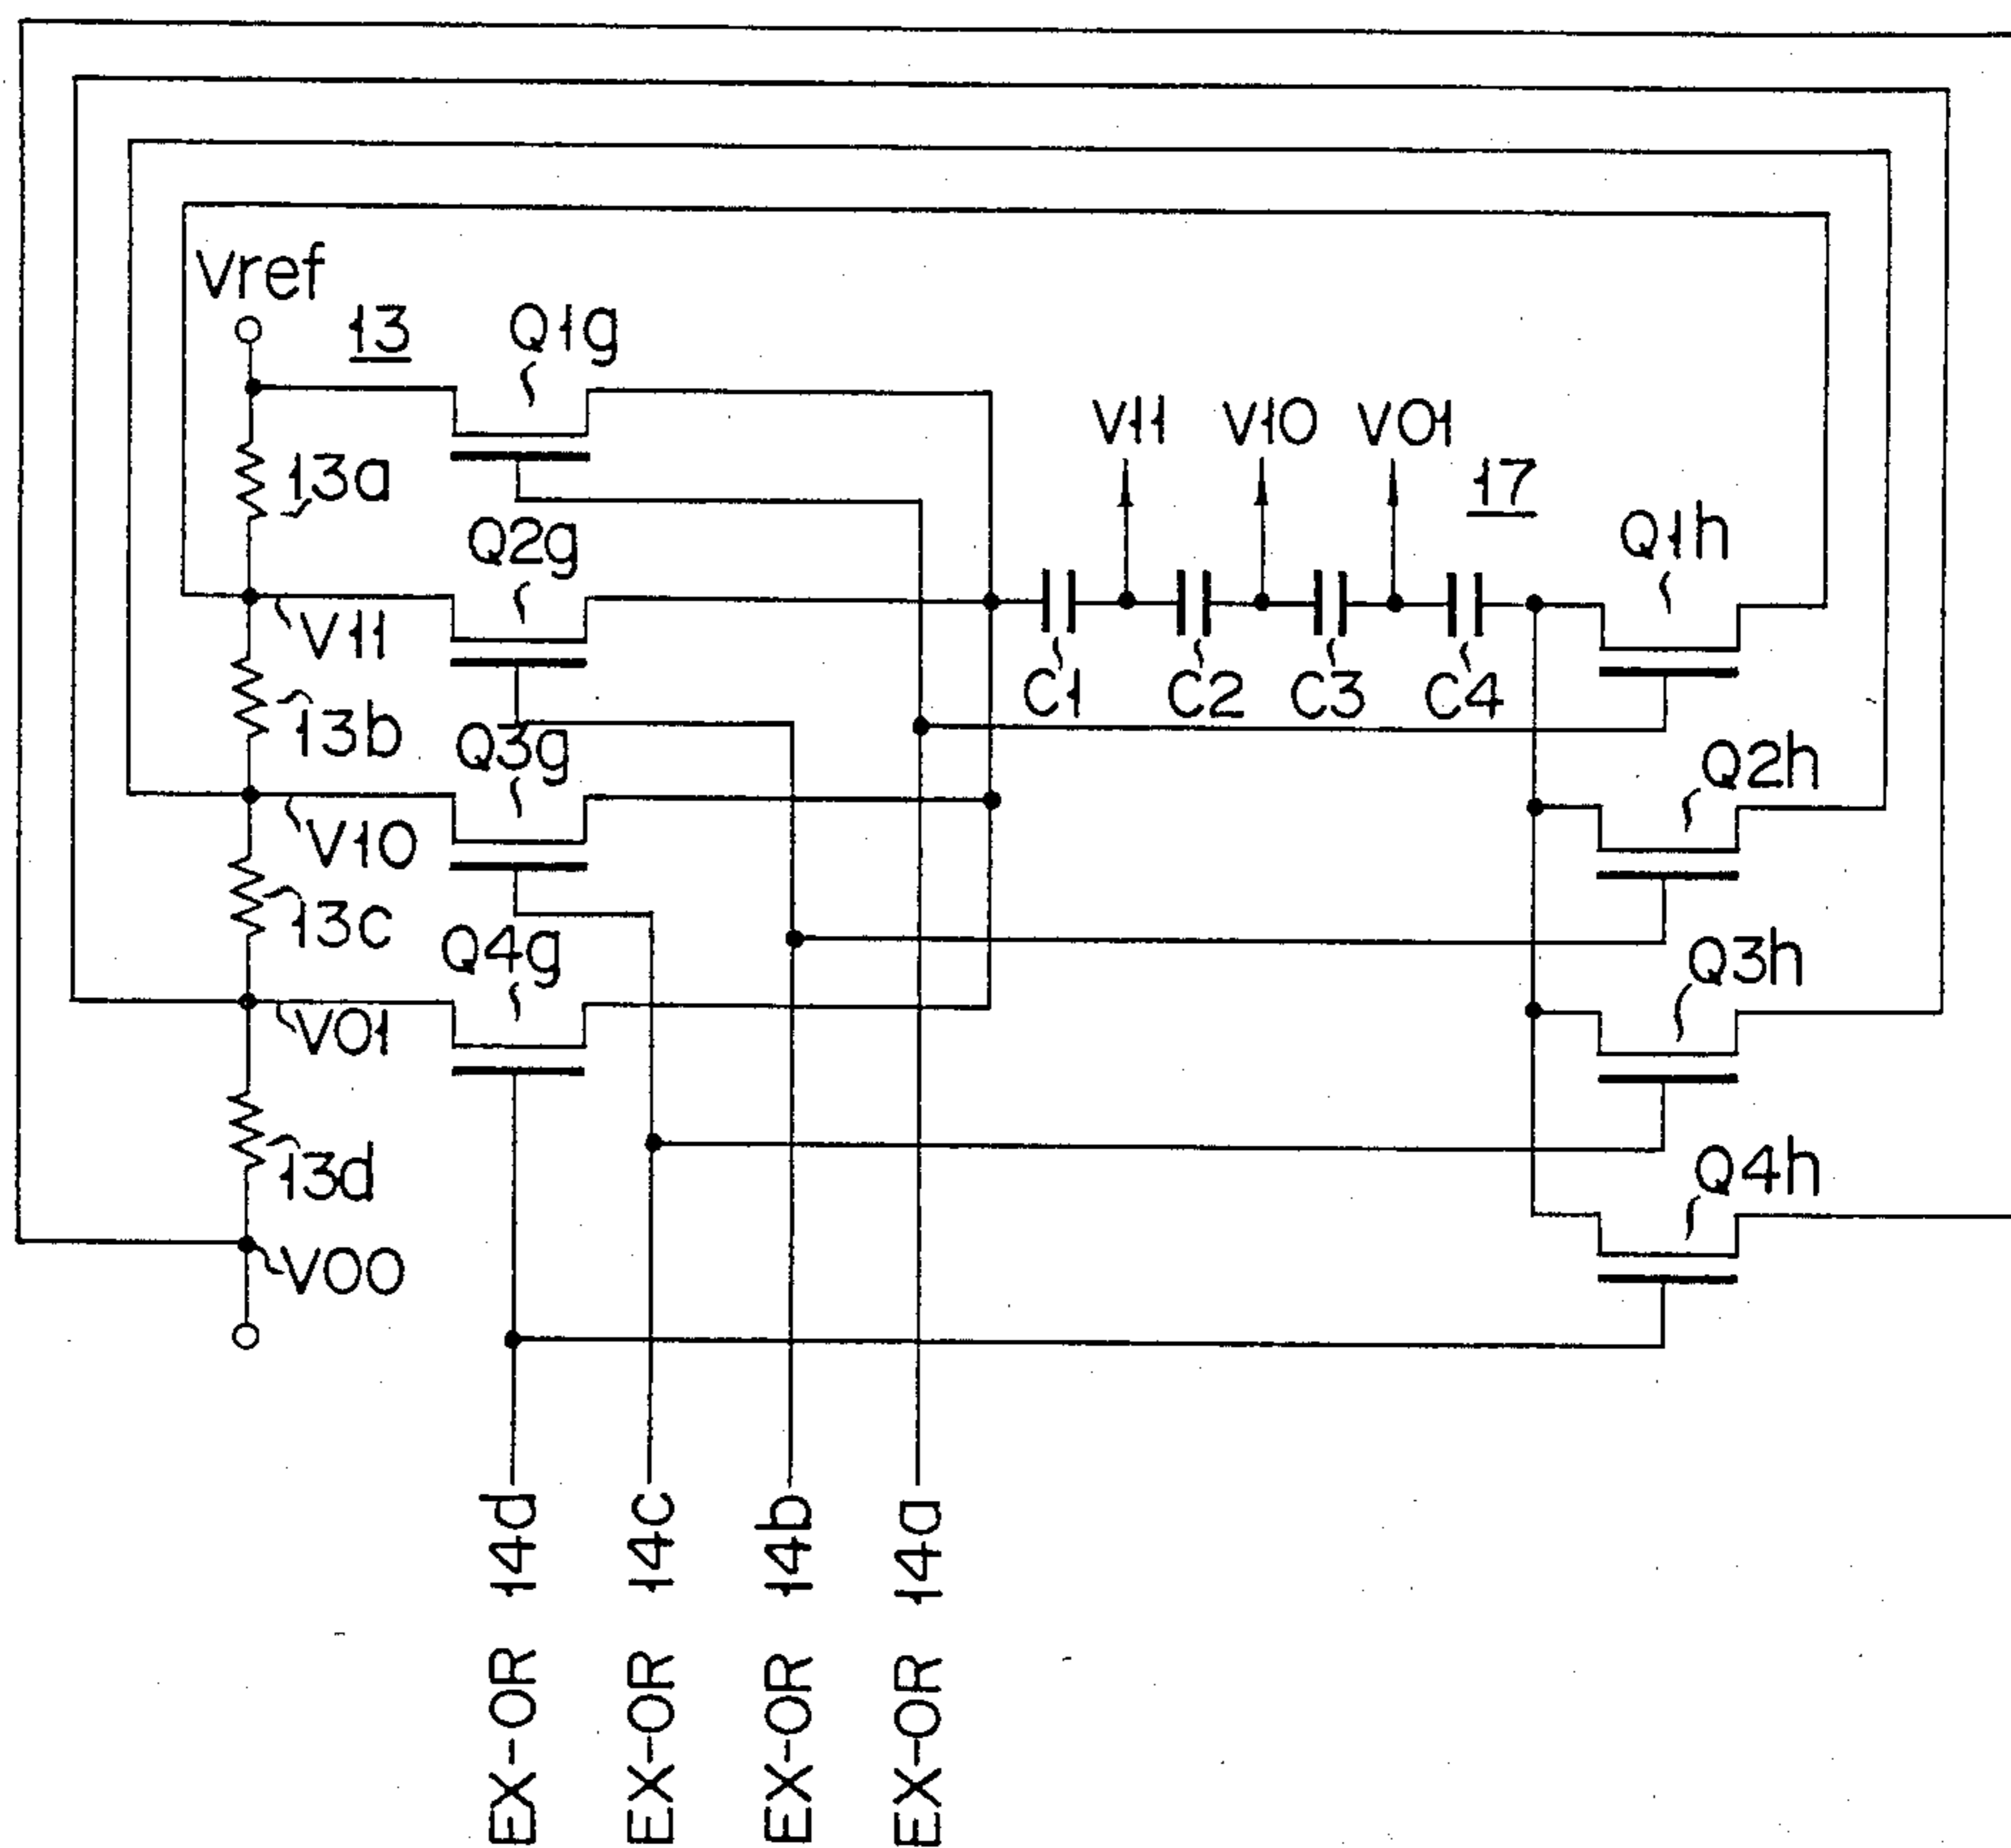 Vref
13
Q1g
13a
V11
V10
V01
17
Q1h
Q2g
V11
C1
C2
C3
C4
13b
Q3g
Q2h
V10
13c
Q4g
Q3h
V01
13d
Q4h
V00
EX-OR 14d
EX-OR 14c
EX-OR 14b
EX-OR 14a